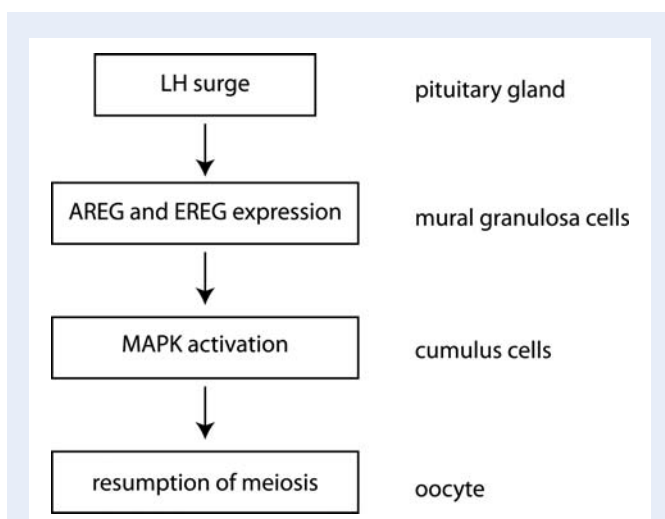 LH surge pituitary gland
AREG and EREG expression mural granulosa cells
MAPK activation cumulus cells
resumption of meiosis oocyte